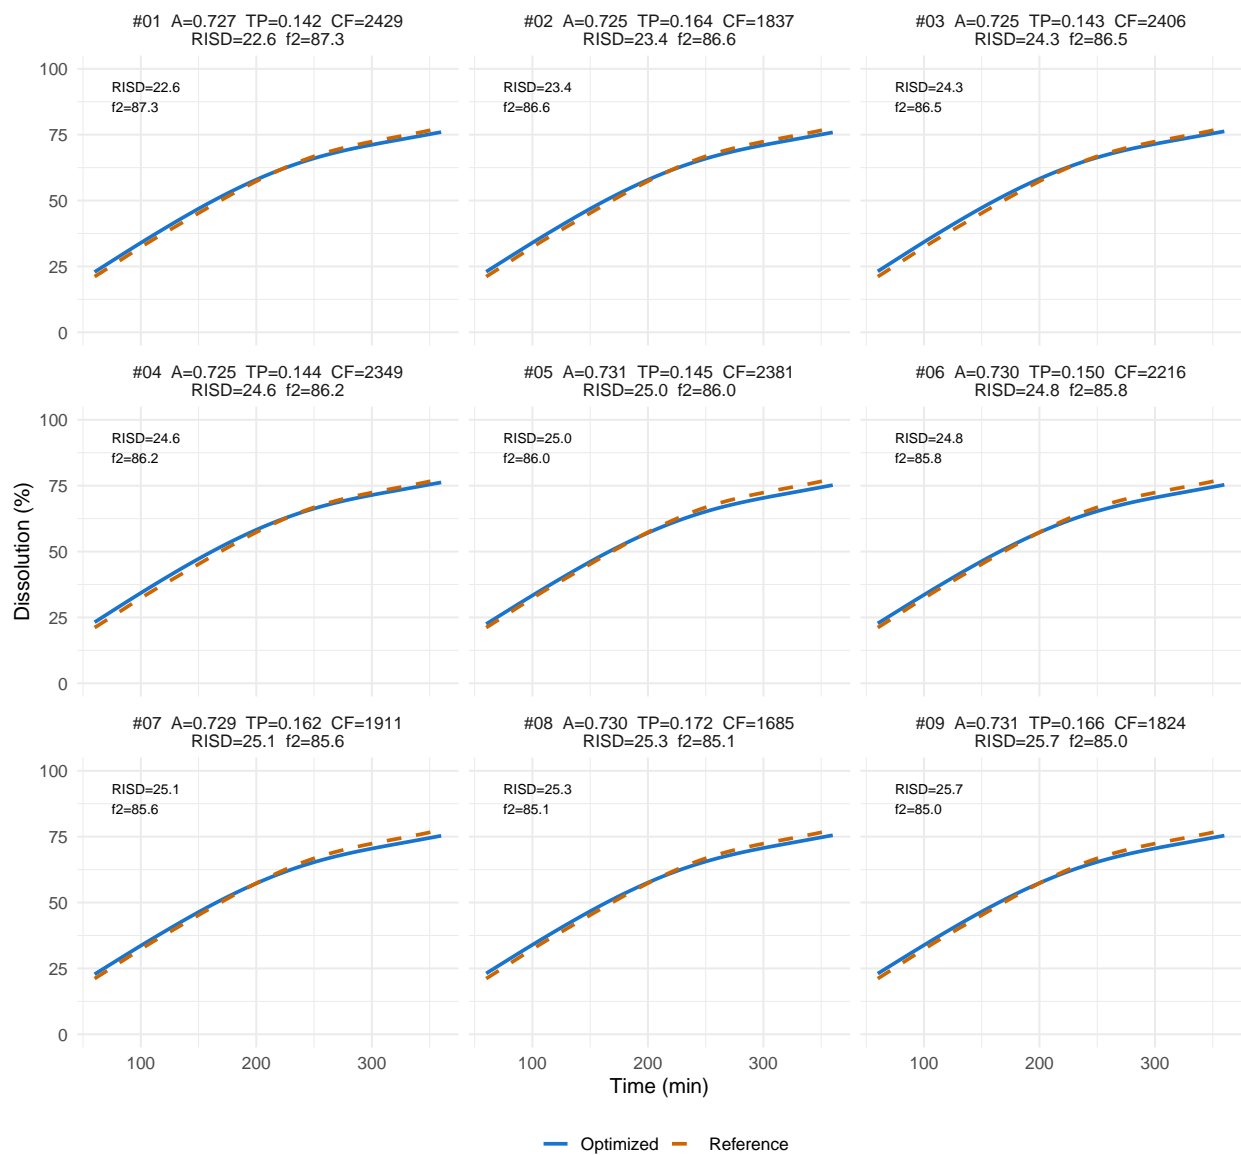 #01 A=0.727 TP=0.142 CF=2429
RISD=22.6 f2=87.3
#02 A=0.725 TP=0.164 CF=1837
RISD=23.4 f2=86.6
#03 A=0.725 TP=0.143 CF=2406
RISD=24.3 f2=86.5
100
75
50
25
0
RISD=22.6
f2=87.3
RISD=23.4
f2=86.6
RISD=24.3
f2=86.5
#04 A=0.725 TP=0.144 CF=2349
RISD=24.6 f2=86.2
#05 A=0.731 TP=0.145 CF=2381
RISD=25.0 f2=86.0
#06 A=0.730 TP=0.150 CF=2216
RISD=24.8 f2=85.8
Dissolution (%)
100
75
50
25
0
RISD=24.6
f2=86.2
RISD=25.0
f2=86.0
RISD=24.8
f2=85.8
#07 A=0.729 TP=0.162 CF=1911
RISD=25.1 f2=85.6
#08 A=0.730 TP=0.172 CF=1685
RISD=25.3 f2=85.1
#09 A=0.731 TP=0.166 CF=1824
RISD=25.7 f2=85.0
100
75
50
25
0
RISD=25.1
f2=85.6
RISD=25.3
f2=85.1
RISD=25.7
f2=85.0
100 200 300
100 200 300
100 200 300
Time (min)
Optimized Reference